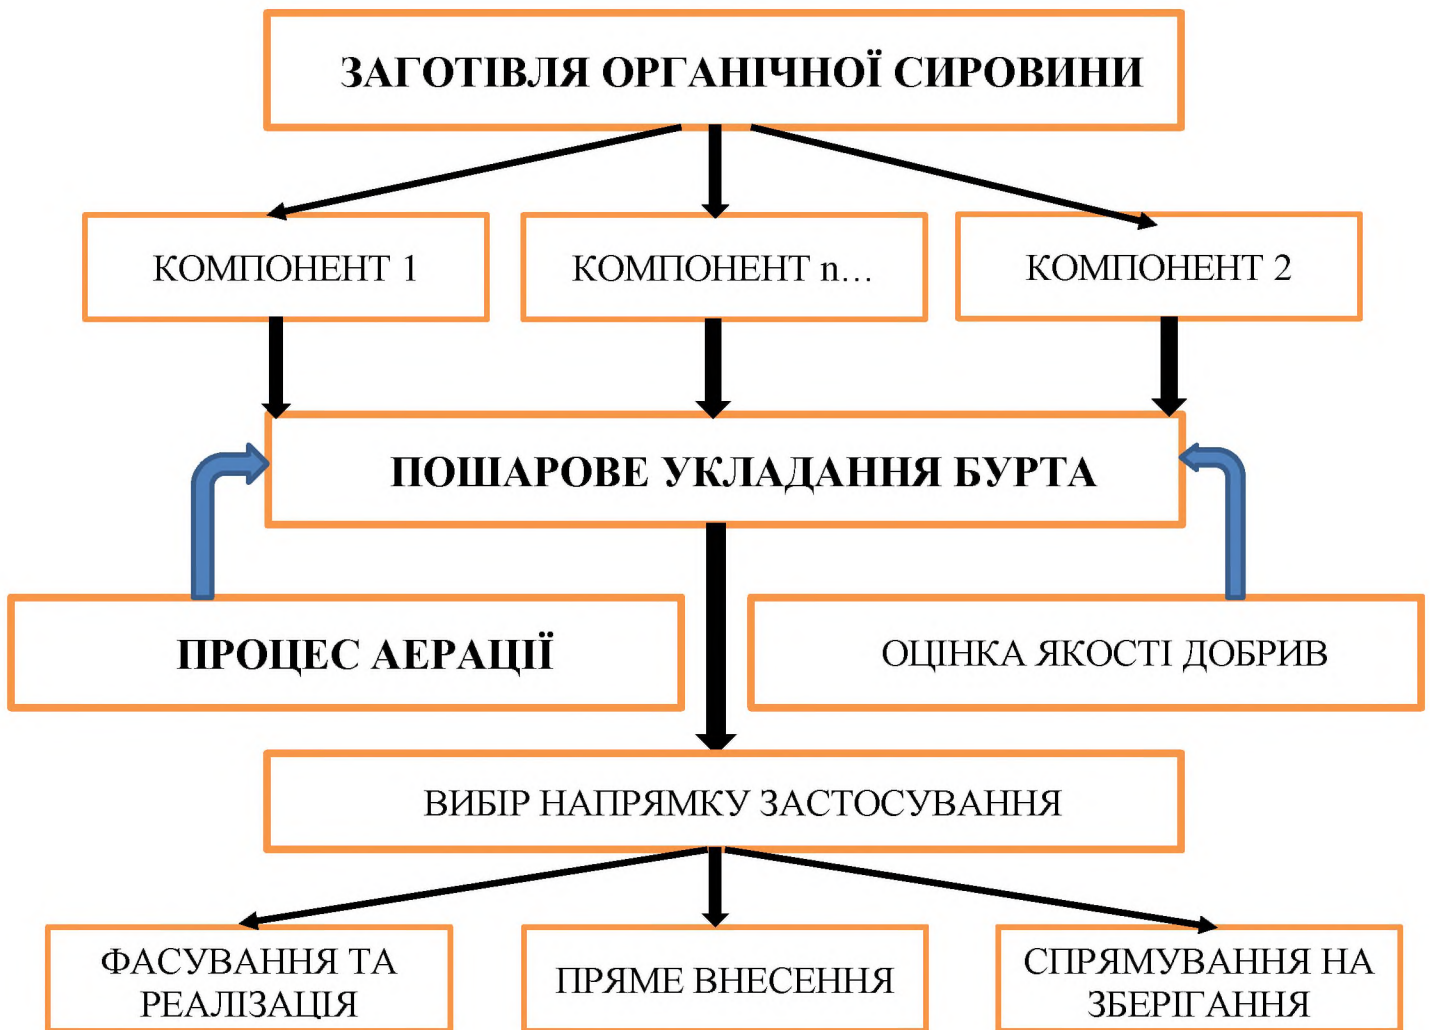 ЗАГОТІВЛЯ ОРГАНІЧНОЇ СИРОВИНИ
КОМПОНЕНТ 1
КОМПОНЕНТ n…
КОМПОНЕНТ 2
ПОШАРОВЕ УКЛАДАННЯ БУРТА
ПРОЦЕС АЕРАЦІЇ
ОЦІНКА ЯКОСТІ ДОБРИВ
ВИБІР НАПРЯМКУ ЗАСТОСУВАННЯ
ФАСУВАННЯ ТА
РЕАЛІЗАЦІЯ
ПРЯМЕ ВНЕСЕННЯ
СПРЯМУВАННЯ НА
ЗБЕРІГАННЯ